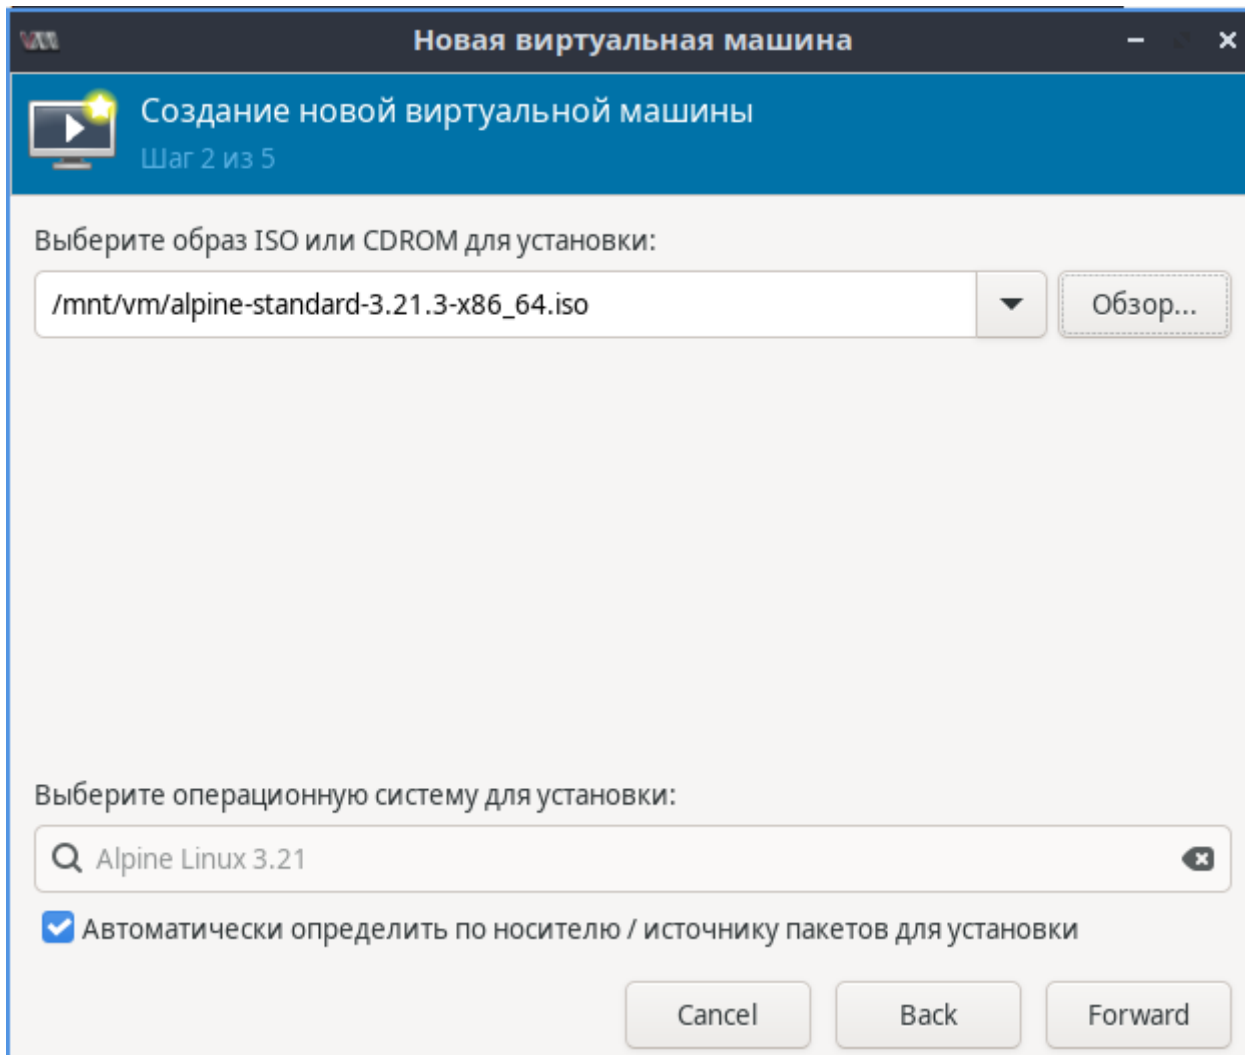 Новая виртуальная машина
Создание новой виртуальной машины
Шаг 2 из 5
Выберите образ ISO или CDROM для установки:
/mnt/vm/alpine-standard-3.21.3-x86_64.iso
Обзор...
Выберите операционную систему для установки:
Alpine Linux 3.21
Автоматически определить по носителю / источнику пакетов для установки
Cancel Back Forward